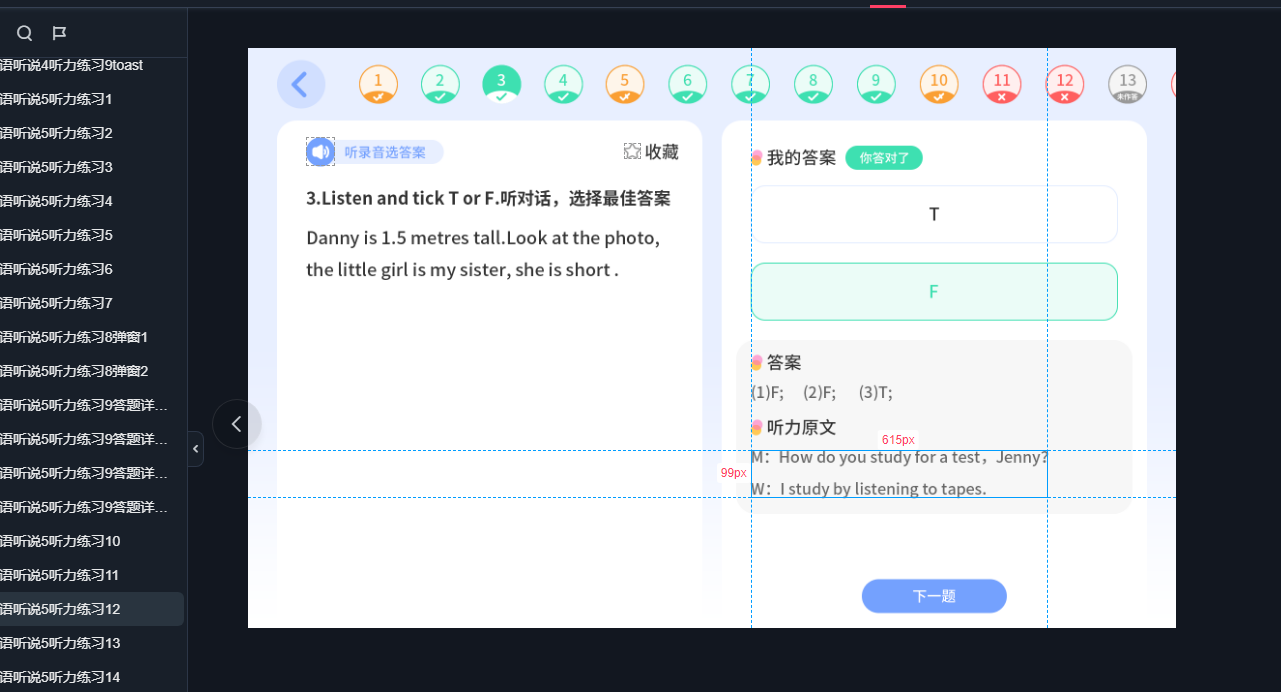 语听说4听力练习9toast
语听说5听力练习1
语听说5听力练习2
语听说5听力练习3
语听说5听力练习4
语听说5听力练习5
语听说5听力练习6
语听说5听力练习7
语听说5听力练习8弹窗1
语听说5听力练习8弹窗2
语听说5听力练习9答题详...
语听说5听力练习9答题详...
语听说5听力练习9答题详...
语听说5听力练习9答题详...
语听说5听力练习10
语听说5听力练习11
语听说5听力练习12
语听说5听力练习13
语听说5听力练习14
1 2 3 4 5 6 7 8 9 10 11 12 13
未作答
听录音选答案
收藏
3.Listen and tick T or F.听对话，选择最佳答案
Danny is 1.5 metres tall.Look at the photo,
the little girl is my sister, she is short .
我的答案 你答对了
T
F
答案
(1)F; (2)F; (3)T;
听力原文
615px
M：How do you study for a test，Jenny?
99px
W：I study by listening to tapes.
下一题